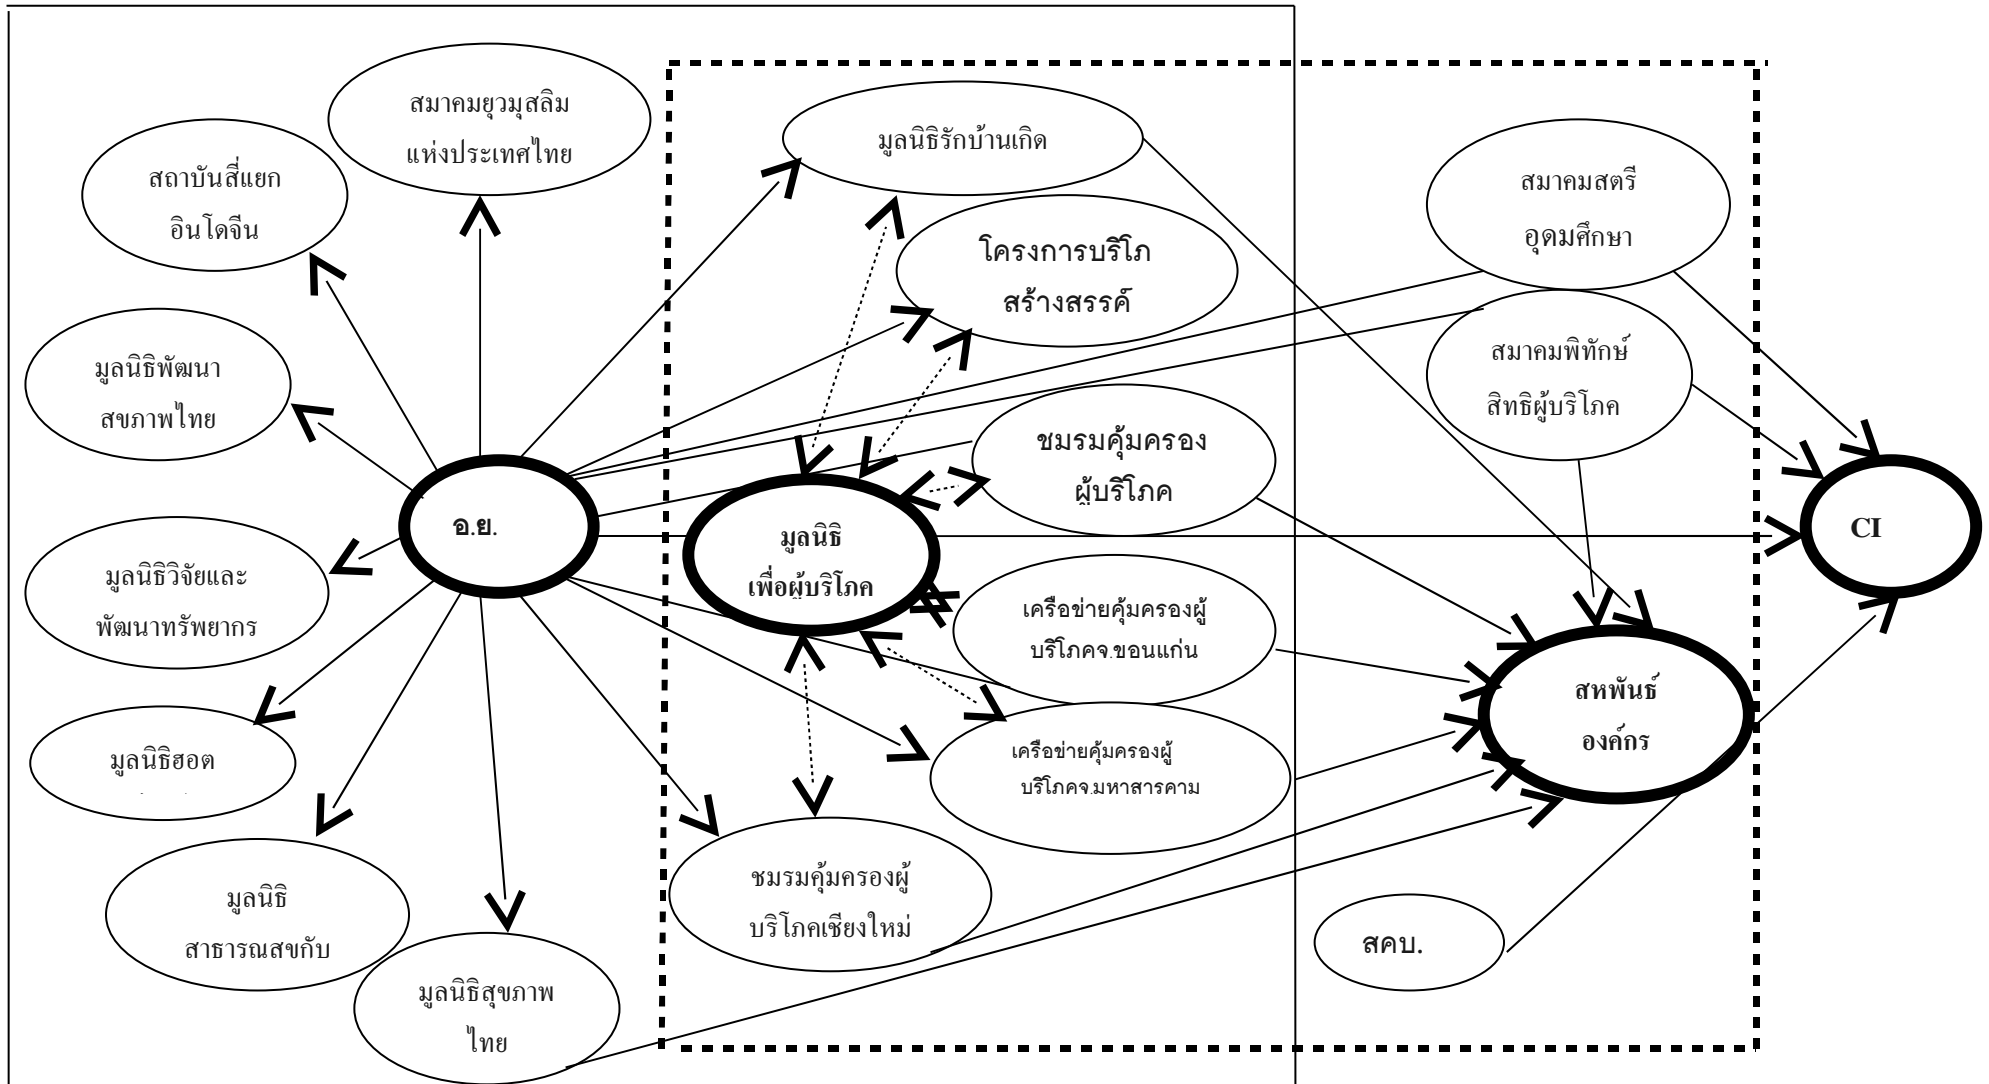 สมาคมยุวมุสลิม
แห่งประเทศไทย
สถาบันสี่แยก
อินโดจีน
มูลนิธิรักบ้านเกิด
สมาคมสตรี
อุดมศึกษา
โครงการบริโภ
สร้างสรรค์
มูลนิธิพัฒนา
สขภาพไทย
สมาคมพิทักษ์
สิทธิผู้บริโภค
ชมรมคุ้มครอง
ผู้บริโภค
อ.ย.
มูลนิธิ
เพื่อผู้บริโภค
CI
มูลนิธิวิจัยและ
พัฒนาทรัพยากร
เครือข่ายคุ้มครองผู้
บริโภคจ.ขอนแก่น
สหพันธ์
องค์กร
มูลนิธิฮอต
เครือข่ายคุ้มครองผู้
บริโภคจ.มหาสารคาม
มูลนิธิ
สาธารณสขกับ
ชมรมคุ้มครองผู้
บริโภคเชียงใหม่
สคบ.
มูลนิธิสุขภาพ
ไทย